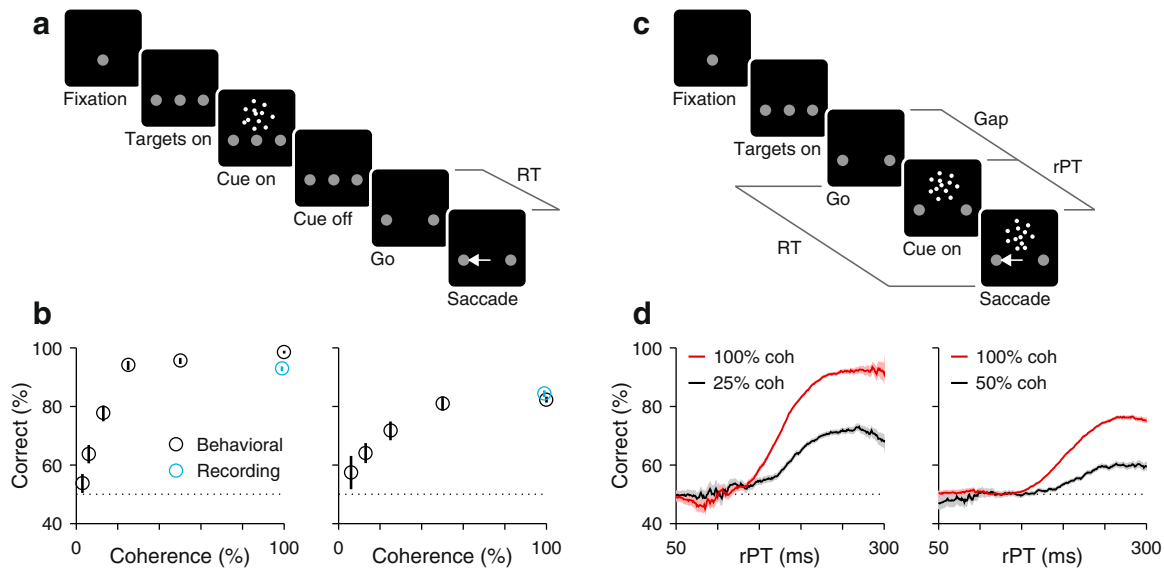 a
Fixation
Targets on
Cue on
Cue off
Go
Saccade
RT
b
Correct (%)
100
80
60
40
Behavioral
Recording
0
100
Coherence (%)
0
100
Coherence (%)
c
Fixation
Targets on
Go
Cue on
Saccade
Gap
rPT
RT
d
Correct (%)
100
80
60
40
100% coh
25% coh
50
300
rPT (ms)
100% coh
50% coh
50
300
rPT (ms)